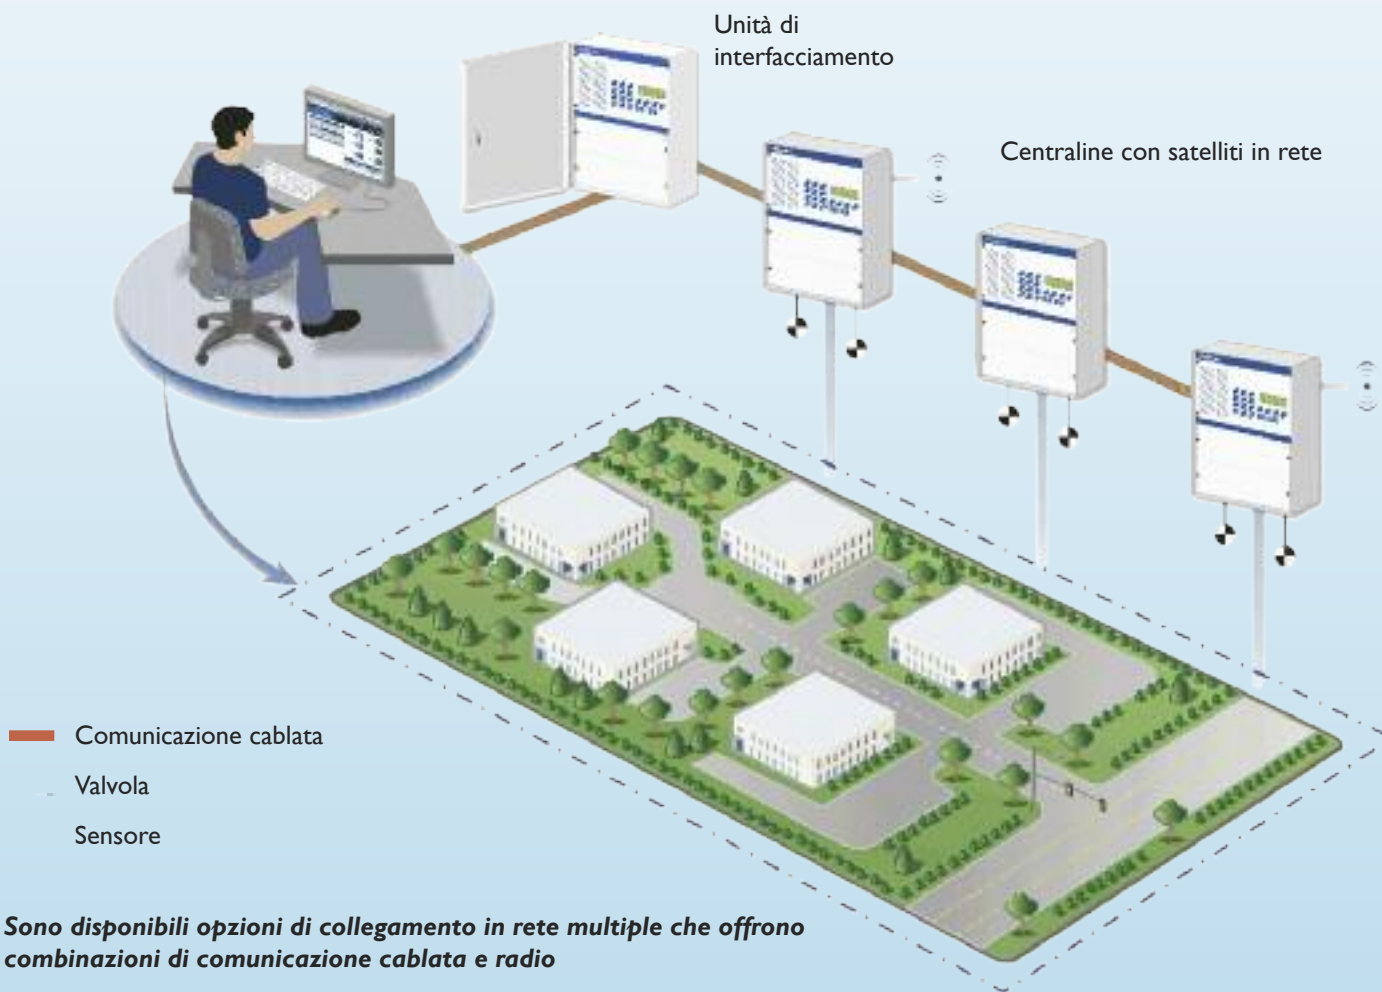 Unità di
interfacciamento
Centraline con satelliti in rete
Comunicazione cablata
Valvola
Sensore
Sono disponibili opzioni di collegamento in rete multiple che offrono
combinazioni di comunicazione cablata e radio